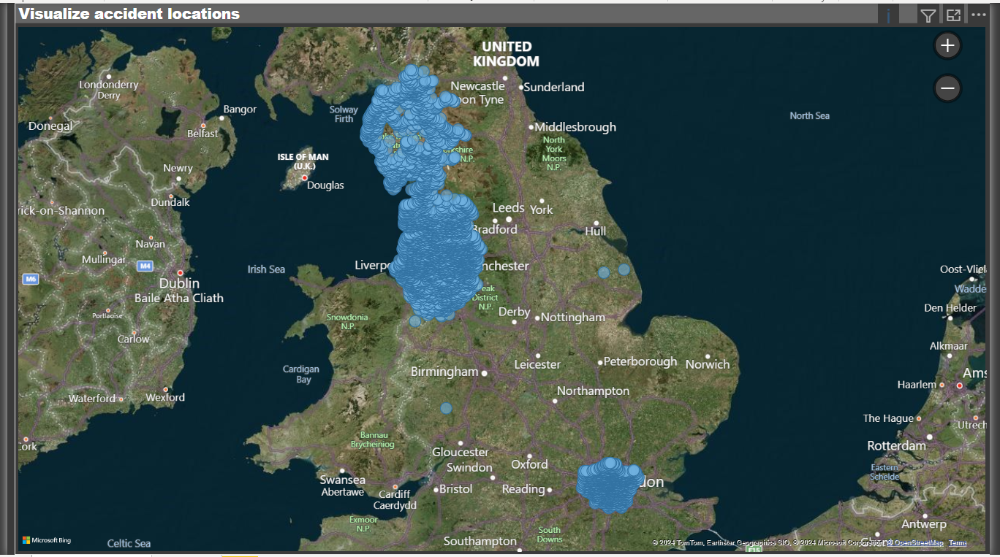 Visualize accident locations
UNITED
KINGDOM
Londonderry
Derry
Newcastle
pon Tyne
Sunderland
Bangor
Solway
Firth
North Sea
Donegal
Belfast
Middlesbrough
North
York
Moors
N.P.
ISLE OF MAN
(U.K.)
N.P.
Newry
Douglas
Dundalk
rick-on-Shannon
Leeds
York
Bradford
Hull
Navan
Mullingar
M4
Liverpo
nchester
Irish Sea
M6
Dublin
Baile Atha Cliath
Oost-Vliel
Wadde
eak
District
N.P.
Portlaoise
Snowdonia
N.P.
Derby
Nottingham
Den Helder
Carlow
Alkmaar
Leicester
Peterborough
Norwich
Cardigan
Bay
Birmingham
Ams
Haarlem
Waterford
Wexford
Northampton
The Hague
Utrech
Cork
Bannau
Brycheiniog
Rotterdam
Gloucester
Swindon
Oxford
Eastern
Schelde
Swansea
Abertawe
Cardiff
Caerdydd
Bristol
Reading
don
Exmoor
N.P.
South
Downs
Antwerp
Southampton
Microsoft Bing
Celtic Sea
© 2024 TomTom, Earthstar Geographics SIO, © 2024 Microsoft Corporation, © OpenStreetMap Terms